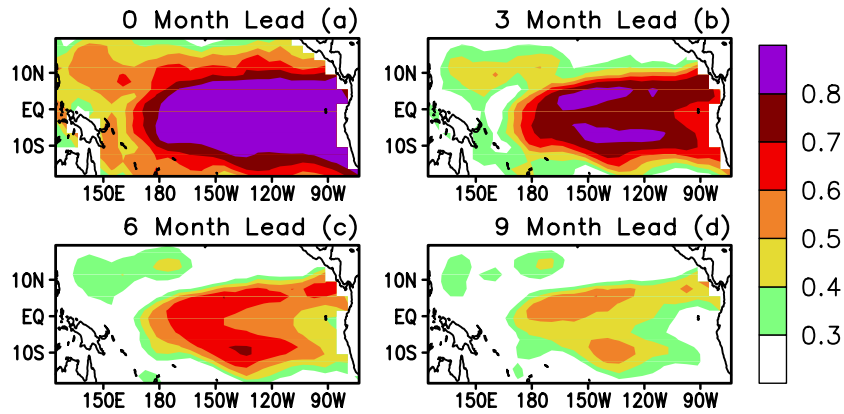 0 Month Lead (a)
3 Month Lead (b)
10N
EQ
10S
150E 180 150W 120W 90W
10N
EQ
10S
150E 180 150W 120W 90W
6 Month Lead (c)
9 Month Lead (d)
10N
EQ
10S
150E 180 150W 120W 90W
10N
EQ
10S
150E 180 150W 120W 90W
0.8
0.7
0.6
0.5
0.4
0.3